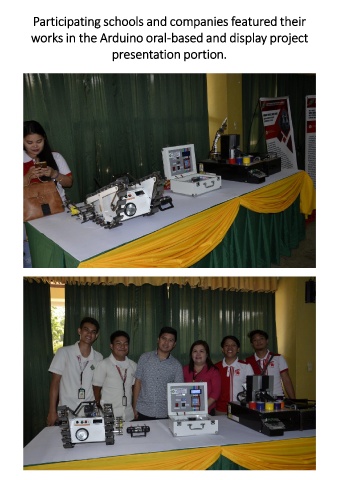 Participating schools and companies featured their
works in the Arduino oral-based and display project
presentation portion.